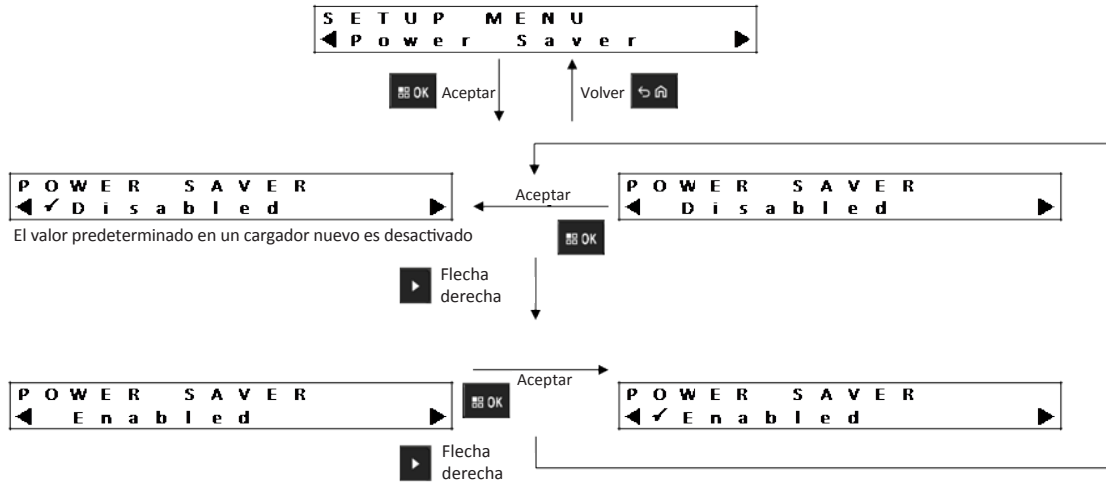 SETUP MENU
◀Power Saver▶
OK Aceptar
Volver
POWER SAVER
◀✓Disabled▶
Aceptar
POWER SAVER
◀ Disabled▶
El valor predeterminado en un cargador nuevo es desactivado
OK
Flecha
derecha
POWER SAVER
◀ Enabled▶
OK
Aceptar
POWER SAVER
◀✓Enabled▶
Flecha
derecha